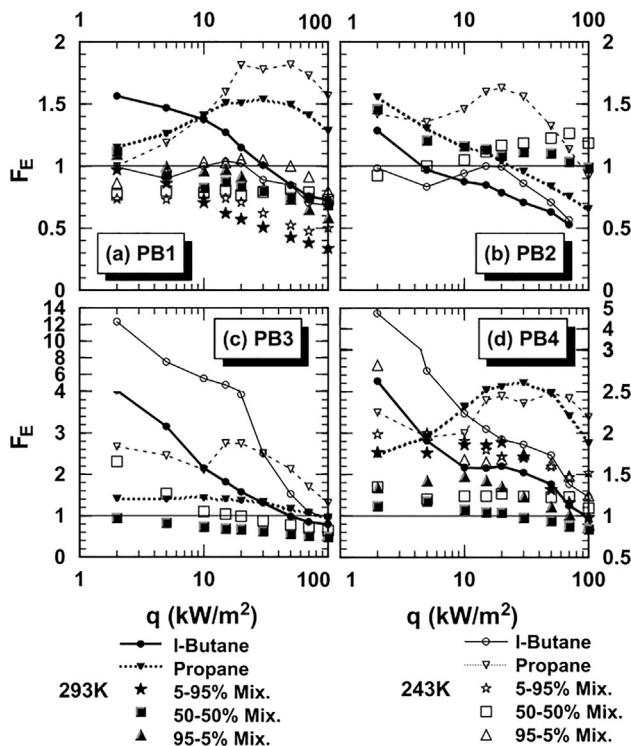 1 10 100 1 10 100
2 2
(a) PB1 (b) PB2
1.5 1.5
F_E 1 1
0.5 0.5
0 0
14 5
12 (c) PB3 (d) PB4
10 4
8
6 3
4 2.5
F_E 3 2
2 1.5
1 1
0.5
0 0
1 10 100 1 10 100
q (kW/m²) q (kW/m²)
I-Butane I-Butane
Propane Propane
293K 5-95% Mix. 243K 5-95% Mix.
50-50% Mix. 50-50% Mix.
95-5% Mix. 95-5% Mix.